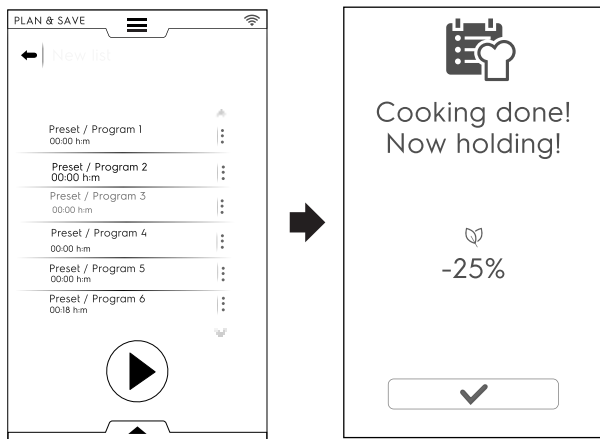 PLAN & SAVE
New list
Preset / Program 1
00:00 h:m
Preset / Program 2
00:00 h:m
Preset / Program 3
00:00 h:m
Preset / Program 4
00:00 h:m
Preset / Program 5
00:00 h:m
Preset / Program 6
00:18 h:m
Cooking done!
Now holding!
-25%